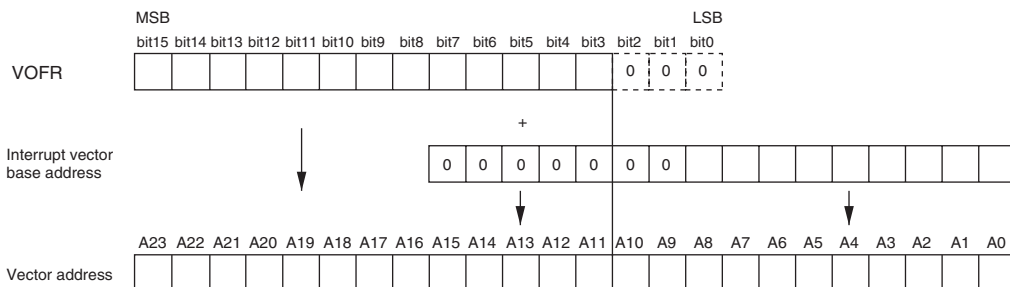 MSB LSB
bit15 bit14 bit13 bit12 bit11 bit10 bit9 bit8 bit7 bit6 bit5 bit4 bit3 bit2 bit1 bit0
VOFR 0 0 0
+
Interrupt vector
base address 0 0 0 0 0 0 0
A23 A22 A21 A20 A19 A18 A17 A16 A15 A14 A13 A12 A11 A10 A9 A8 A7 A6 A5 A4 A3 A2 A1 A0
Vector address